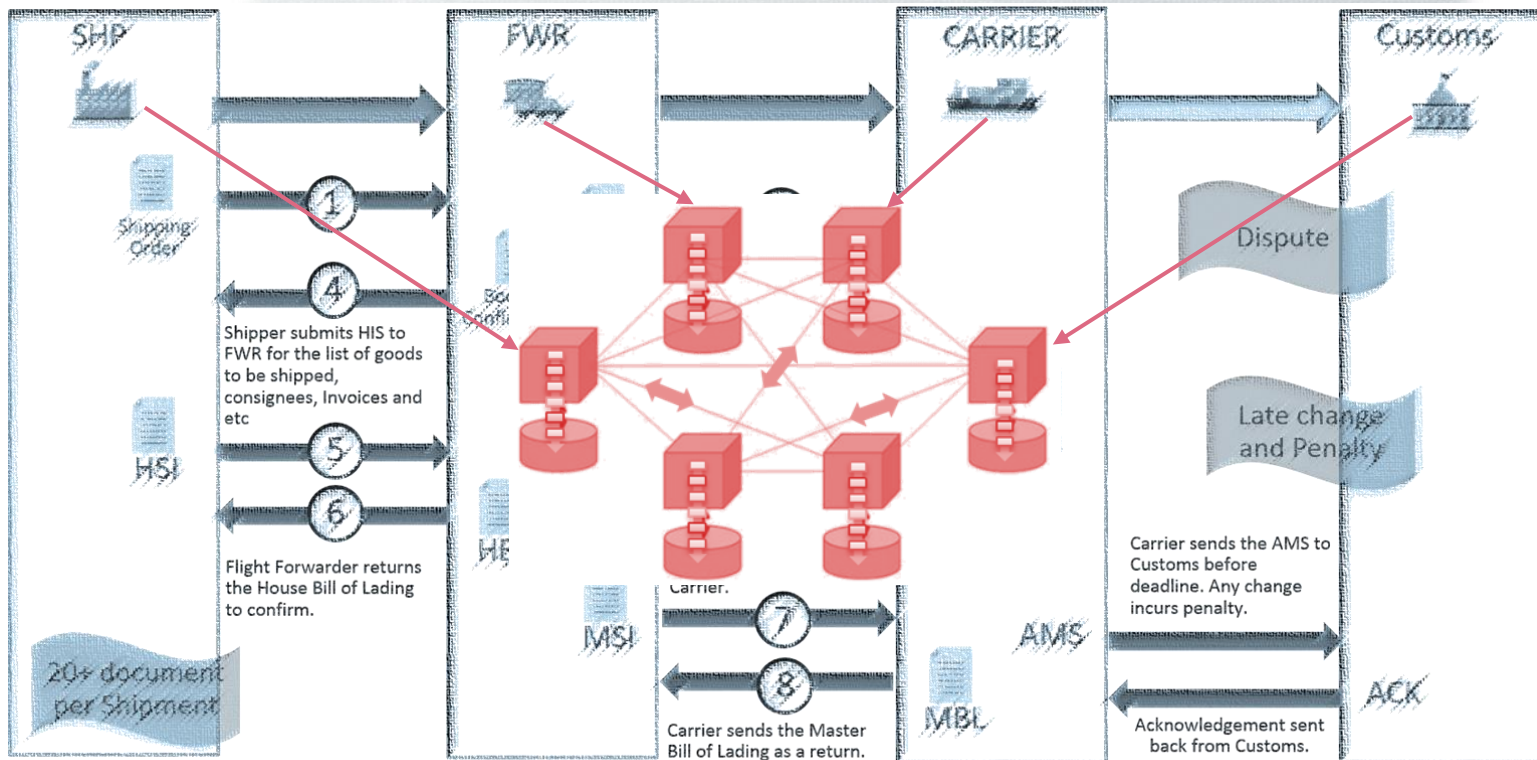 SHP
FWR
CARRIER
Customs
1
Shipping
Order
Dispute
4
Shipper submits HIS to
FWR for the list of goods
to be shipped,
consignees, Invoices and
etc
Late change
and Penalty
HSI
5
6
Flight Forwarder returns
the House Bill of Lading
to confirm.
Carrier sends the AMS to
Customs before
deadline. Any change
incurs penalty.
Carrier.
MSI
7
AMS
20+ document
per Shipment
8
MBL
ACK
Carrier sends the Master
Bill of Lading as a return.
Acknowledgement sent
back from Customs.